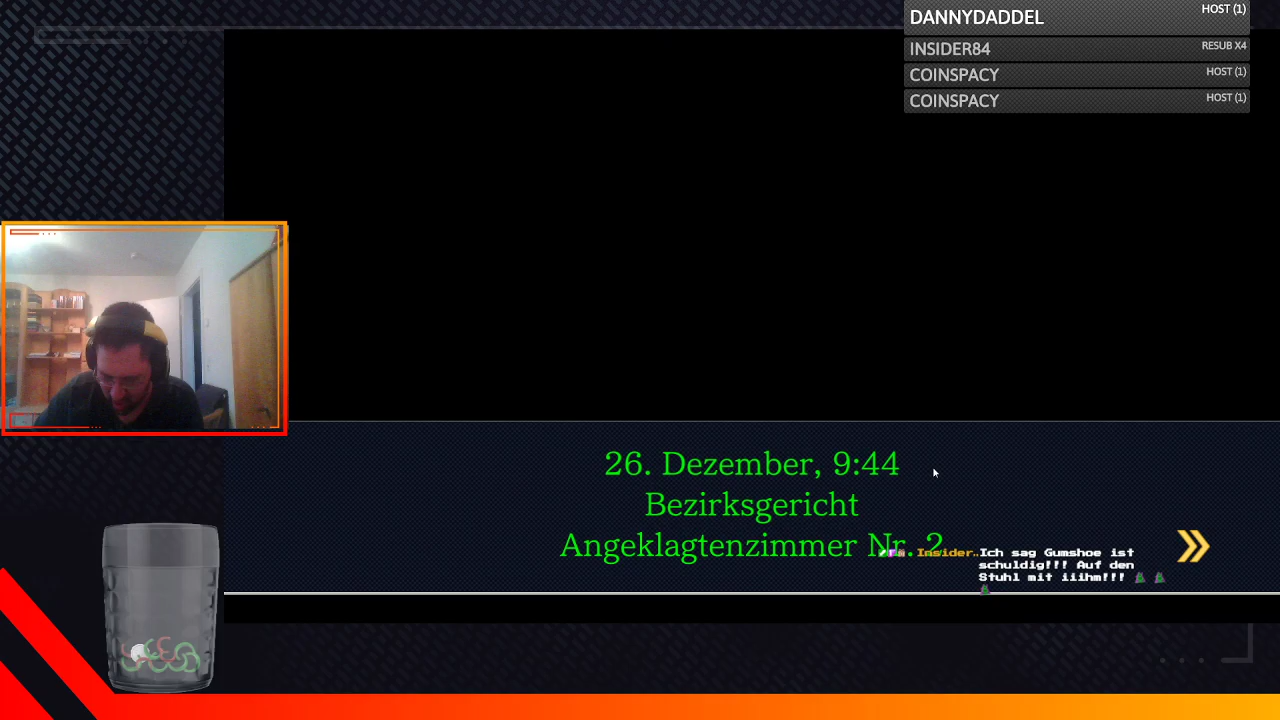 DANNYDADDEL HOST (1)
INSIDER84 RESUB X4
COINSPACY HOST (1)
COINSPACY HOST (1)
26. Dezember, 9:44
Bezirksgericht
Angeklagtenzimmer Nr. 2
Insider..Ich sag Gumshoe ist
schuldig!!! Auf den
Stuhl mit iiihm!!!